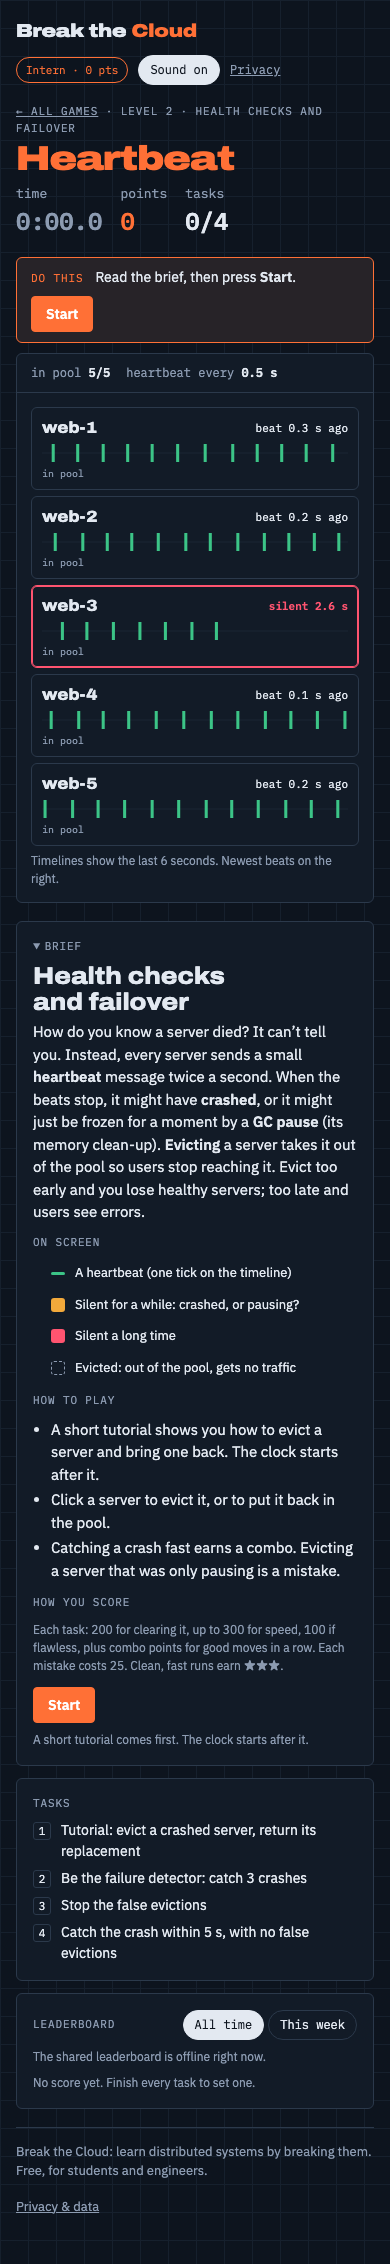 Break the Cloud
Intern · 0 pts
Sound on
Privacy
← ALL GAMES · LEVEL 2 · HEALTH CHECKS AND
FAILOVER
Heartbeat
time points tasks
0:00.0 0 0/4
DO THIS Read the brief, then press Start.
Start
in pool 5/5 heartbeat every 0.5 s
web-1 beat 0.3 s ago
in pool
web-2 beat 0.2 s ago
in pool
web-3 silent 2.6 s
in pool
web-4 beat 0.1 s ago
in pool
web-5 beat 0.2 s ago
in pool
Timelines show the last 6 seconds. Newest beats on the
right.
▼ BRIEF
Health checks
and failover
How do you know a server died? It can’t tell
you. Instead, every server sends a small
heartbeat message twice a second. When the
beats stop, it might have crashed, or it might
just be frozen for a moment by a GC pause (its
memory clean-up). Evicting a server takes it out
of the pool so users stop reaching it. Evict too
early and you lose healthy servers; too late and
users see errors.
ON SCREEN
A heartbeat (one tick on the timeline)
Silent for a while: crashed, or pausing?
Silent a long time
Evicted: out of the pool, gets no traffic
HOW TO PLAY
• A short tutorial shows you how to evict a
server and bring one back. The clock starts
after it.
• Click a server to evict it, or to put it back in
the pool.
• Catching a crash fast earns a combo. Evicting
a server that was only pausing is a mistake.
HOW YOU SCORE
Each task: 200 for clearing it, up to 300 for speed, 100 if
flawless, plus combo points for good moves in a row. Each
mistake costs 25. Clean, fast runs earn ★★★.
Start
A short tutorial comes first. The clock starts after it.
TASKS
1 Tutorial: evict a crashed server, return its
replacement
2 Be the failure detector: catch 3 crashes
3 Stop the false evictions
4 Catch the crash within 5 s, with no false
evictions
LEADERBOARD All time This week
The shared leaderboard is offline right now.
No score yet. Finish every task to set one.
Break the Cloud: learn distributed systems by breaking them.
Free, for students and engineers.
Privacy & data